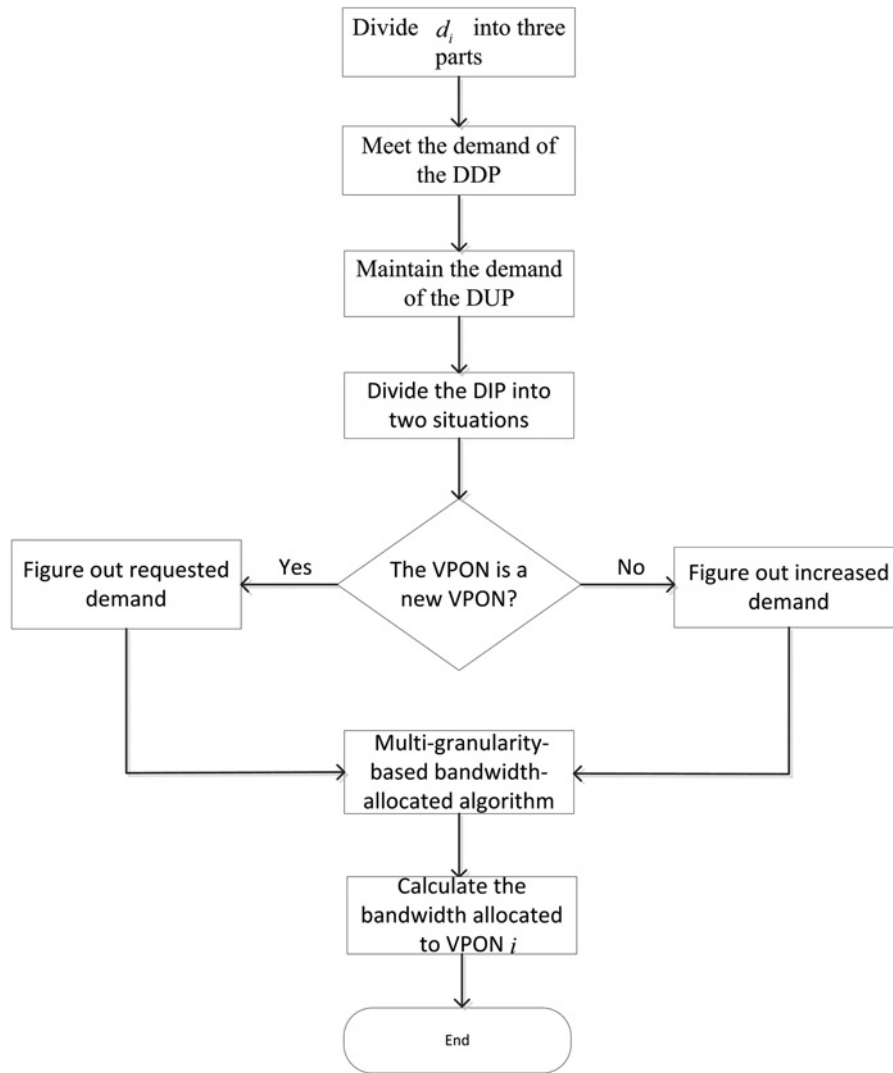 Divide d_i into three
parts
Meet the demand of
the DDP
Maintain the demand
of the DUP
Divide the DIP into
two situations
Figure out requested
demand
Yes
The VPON is a
new VPON?
No
Figure out increased
demand
Multi-granularity-
based bandwidth-
allocated algorithm
Calculate the
bandwidth allocated
to VPON i
End